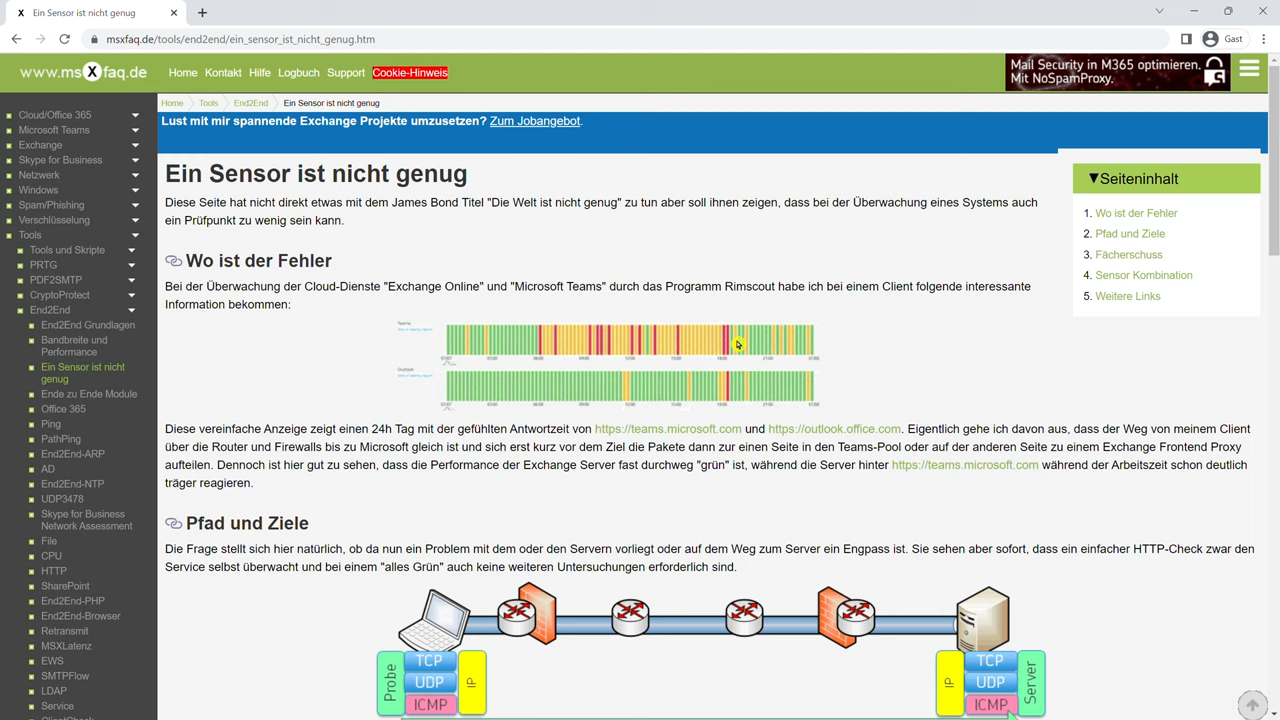 Ein Sensor ist nicht genug
msxfaq.de/tools/end2end/ein_sensor_ist_nicht_genug.htm
Gast
www.msXfaq.de
Home Kontakt Hilfe Logbuch Support Cookie-Hinweis
Mail Security in M365 optimieren.
Mit NoSpamProxy.
Cloud/Office 365
Microsoft Teams
Exchange
Skype for Business
Netzwerk
Windows
Spam/Phishing
Verschlüsselung
Tools
Tools und Skripte
PRTG
PDF2SMTP
CryptoProtect
End2End
End2End Grundlagen
Bandbreite und
Performance
Ein Sensor ist nicht
genug
Ende zu Ende Module
Office 365
Ping
PathPing
End2End-ARP
AD
End2End-NTP
UDP3478
Skype for Business
Network Assessment
File
CPU
HTTP
SharePoint
End2End-PHP
End2End-Browser
Retransmit
MSXLatenz
EWS
SMTPFlow
LDAP
Service
ClientCheck
Home Tools End2End Ein Sensor ist nicht genug
Lust mit mir spannende Exchange Projekte umzusetzen? Zum Jobangebot.
Ein Sensor ist nicht genug
Diese Seite hat nicht direkt etwas mit dem James Bond Titel "Die Welt ist nicht genug" zu tun aber soll ihnen zeigen, dass bei der Überwachung eines Systems auch
ein Prüfpunkt zu wenig sein kann.
▼Seiteninhalt
1. Wo ist der Fehler
2. Pfad und Ziele
3. Fächerschuss
4. Sensor Kombination
5. Weitere Links
Wo ist der Fehler
Bei der Überwachung der Cloud-Dienste "Exchange Online" und "Microsoft Teams" durch das Programm Rimscout habe ich bei einem Client folgende interessante
Information bekommen:
Teams
Outlook
Diese vereinfache Anzeige zeigt einen 24h Tag mit der gefühlten Antwortzeit von https://teams.microsoft.com und https://outlook.office.com. Eigentlich gehe ich davon aus, dass der Weg von meinem Client
über die Router und Firewalls bis zu Microsoft gleich ist und sich erst kurz vor dem Ziel die Pakete dann zur einen Seite in den Teams-Pool oder auf der anderen Seite zu einem Exchange Frontend Proxy
aufteilen. Dennoch ist hier gut zu sehen, dass die Performance der Exchange Server fast durchweg "grün" ist, während die Server hinter https://teams.microsoft.com während der Arbeitszeit schon deutlich
träger reagieren.
Pfad und Ziele
Die Frage stellt sich hier natürlich, ob da nun ein Problem mit dem oder den Servern vorliegt oder auf dem Weg zum Server ein Engpass ist. Sie sehen aber sofort, dass ein einfacher HTTP-Check zwar den
Service selbst überwacht und bei einem "alles Grün" auch keine weiteren Untersuchungen erforderlich sind.
Probe TCP UDP ICMP IP
IP TCP UDP ICMP Server